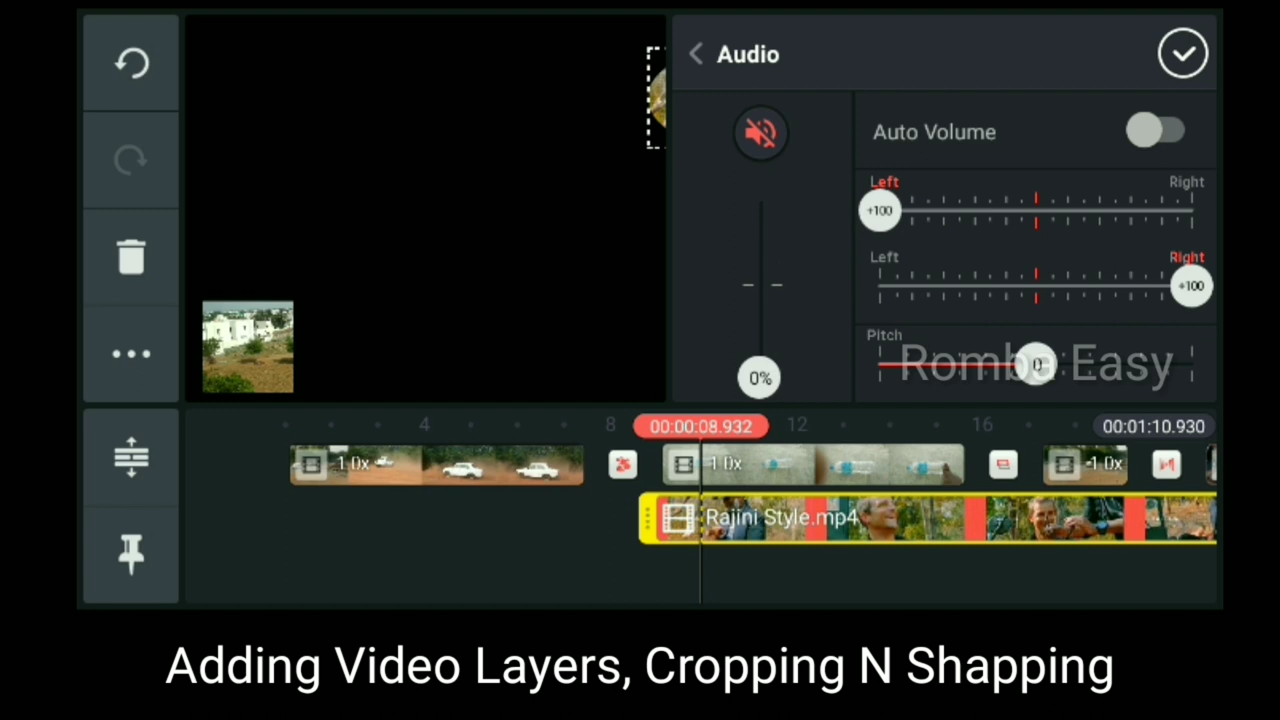 Audio
Auto Volume
Left Right
+100
Left Right
+100
Pitch
0
Romba Easy
0%
4 8 00:00:08.932 12 16 00:01:10.930
1.0x 1.0x 1.0x
Rajini Style.mp4
Adding Video Layers, Cropping N Shapping